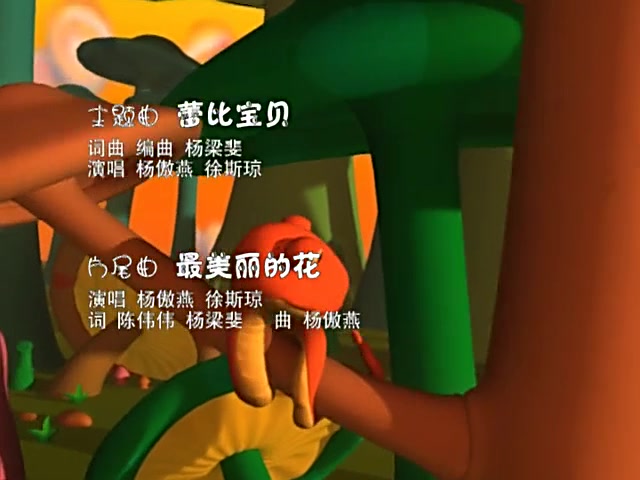 主题曲 蕾比宝贝
词曲 编曲 杨梁斐
演唱 杨傲燕 徐斯琼
片尾曲 最美丽的花
演唱 杨傲燕 徐斯琼
词 陈伟伟 杨梁斐 曲 杨傲燕